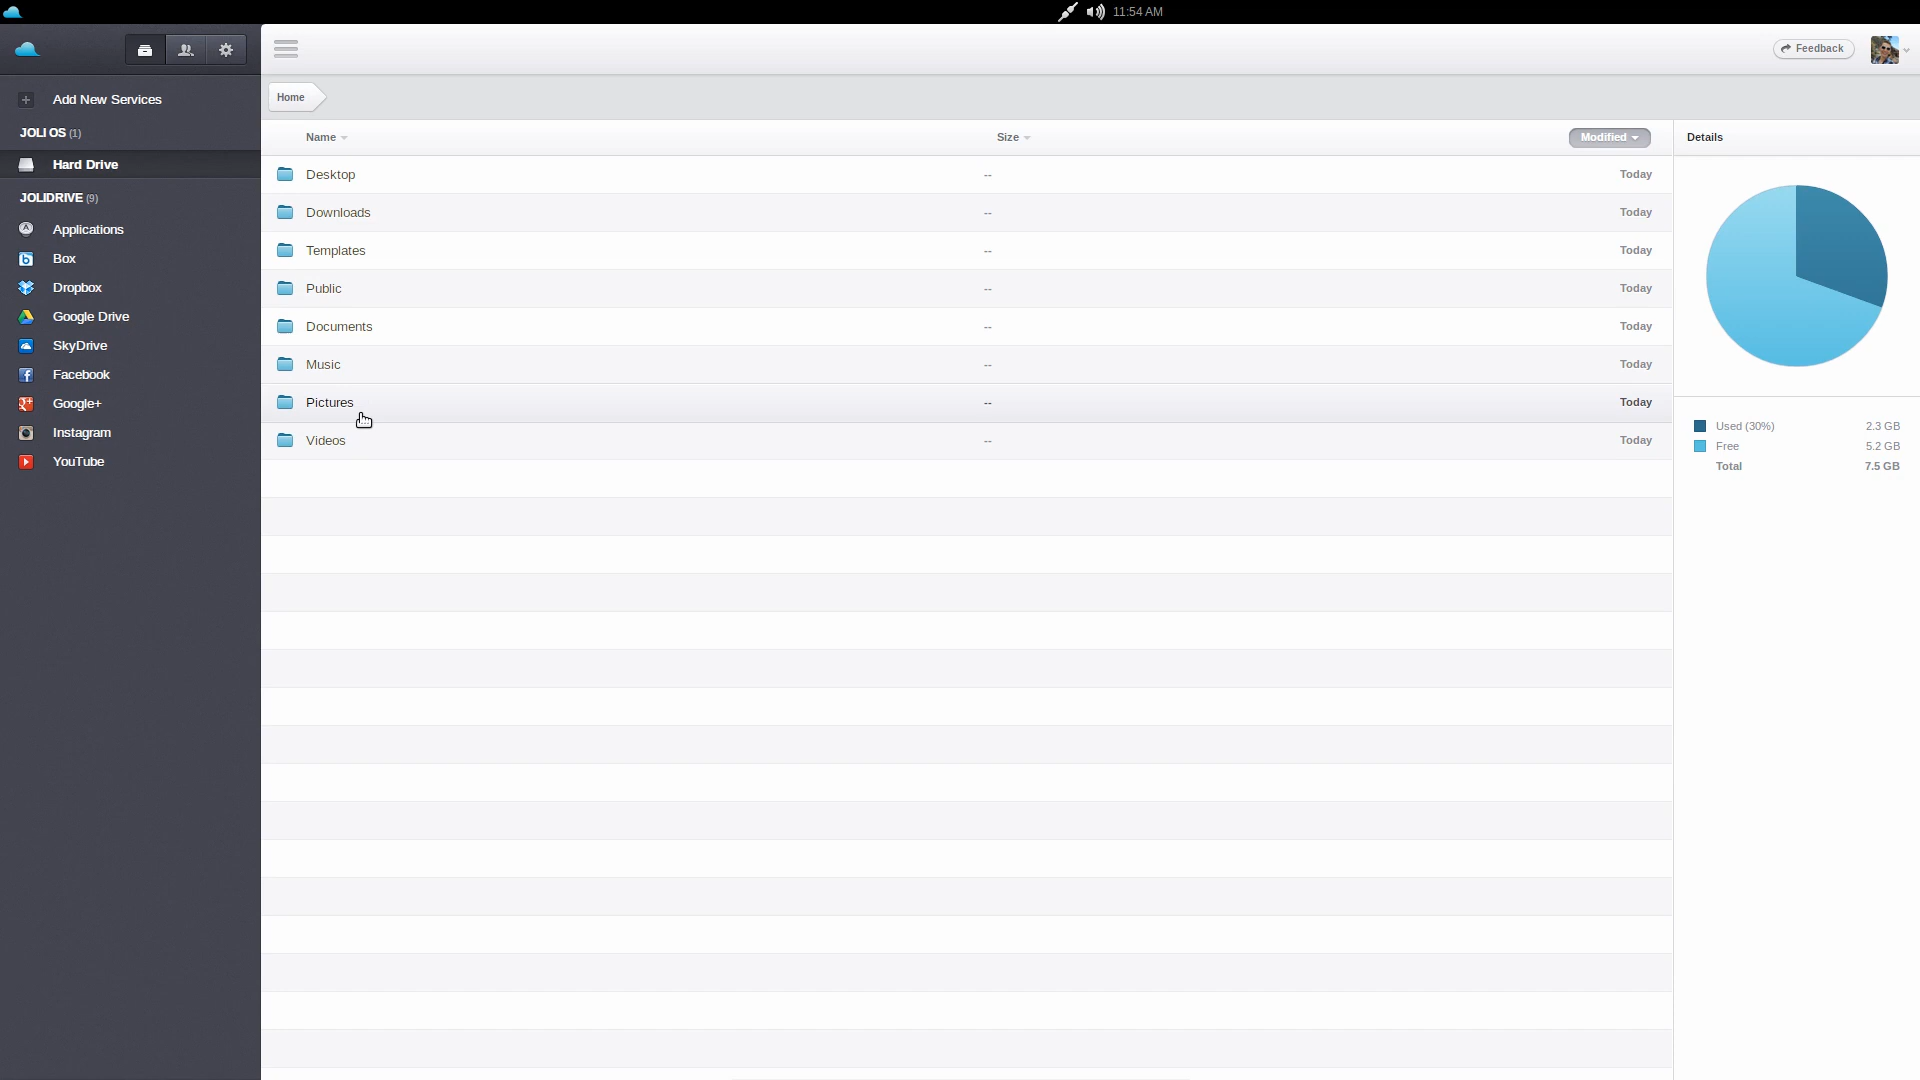 11:54 AM
Feedback
Add New Services
JOLI OS (1)
Hard Drive
JOLIDRIVE (9)
Applications
Box
Dropbox
Google Drive
SkyDrive
Facebook
Google+
Instagram
YouTube
Home
Name Size Modified
Desktop -- Today
Downloads -- Today
Templates -- Today
Public -- Today
Documents -- Today
Music -- Today
Pictures -- Today
Videos -- Today
Details
Used (30%) 2.3 GB
Free 5.2 GB
Total 7.5 GB